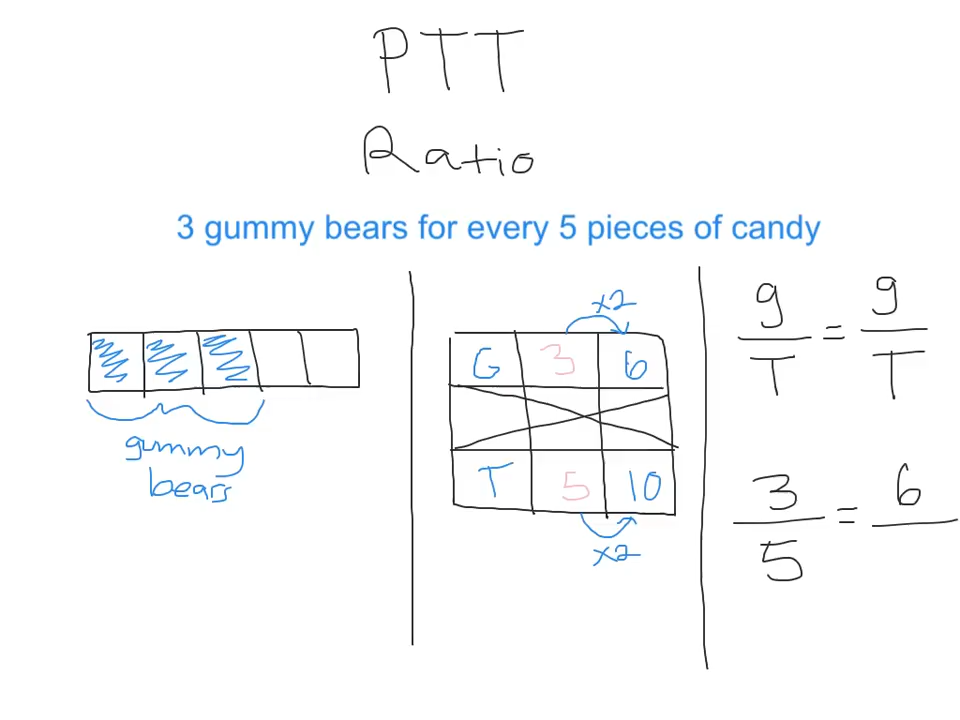 PTT
Ratio
3 gummy bears for every 5 pieces of candy
gummy
bears
x2
G 3 6
T 5 10
x2
g/T = g/T
3/5 = 6/